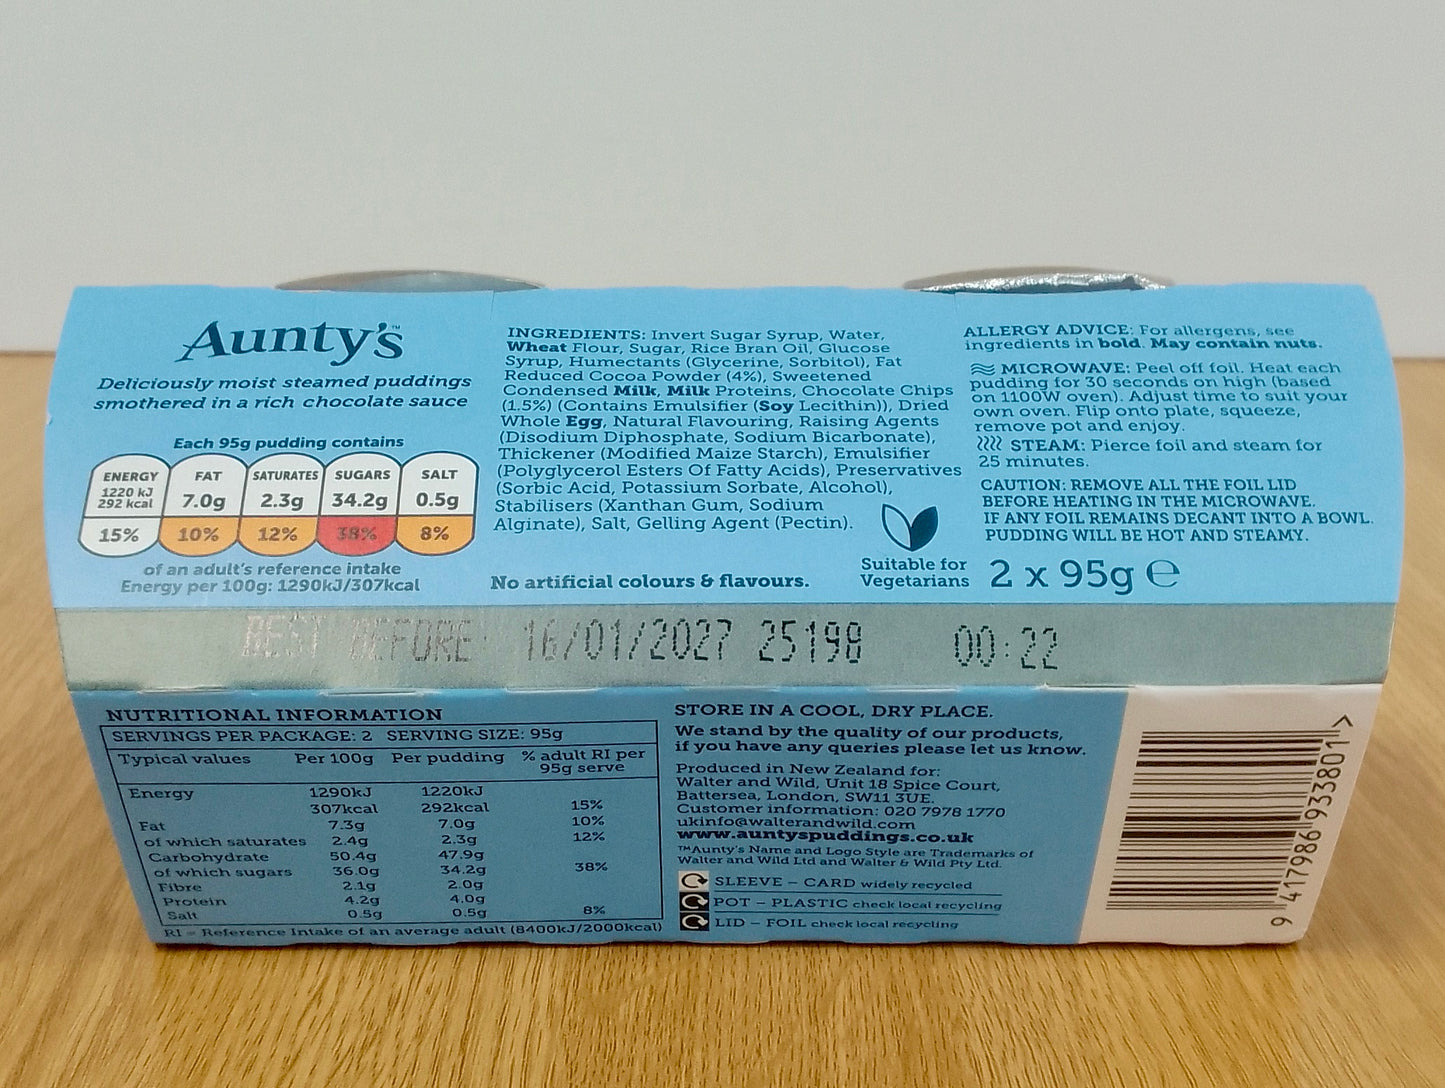 Aunty's™
Deliciously moist steamed puddings
smothered in a rich chocolate sauce
Each 95g pudding contains
ENERGY FAT SATURATES SUGARS SALT
1220 kJ
292 kcal 7.0g 2.3g 34.2g 0.5g
15% 10% 12% 38% 8%
of an adult's reference intake
Energy per 100g: 1290kJ/307kcal
INGREDIENTS: Invert Sugar Syrup, Water,
Wheat Flour, Sugar, Rice Bran Oil, Glucose
Syrup, Humectants (Glycerine, Sorbitol), Fat
Reduced Cocoa Powder (4%), Sweetened
Condensed Milk, Milk Proteins, Chocolate Chips
(1.5%) (Contains Emulsifier (Soy Lecithin)), Dried
Whole Egg, Natural Flavouring, Raising Agents
(Disodium Diphosphate, Sodium Bicarbonate),
Thickener (Modified Maize Starch), Emulsifier
(Polyglycerol Esters Of Fatty Acids), Preservatives
(Sorbic Acid, Potassium Sorbate, Alcohol),
Stabilisers (Xanthan Gum, Sodium
Alginate), Salt, Gelling Agent (Pectin).
No artificial colours & flavours.
Suitable for
Vegetarians
ALLERGY ADVICE: For allergens, see
ingredients in bold. May contain nuts.
MICROWAVE: Peel off foil. Heat each
pudding for 30 seconds on high (based
on 1100W oven). Adjust time to suit your
own oven. Flip onto plate, squeeze,
remove pot and enjoy.
STEAM: Pierce foil and steam for
25 minutes.
CAUTION: REMOVE ALL THE FOIL LID
BEFORE HEATING IN THE MICROWAVE.
IF ANY FOIL REMAINS DECANT INTO A BOWL.
PUDDING WILL BE HOT AND STEAMY.
2 x 95g ℮
BEST BEFORE 16/01/2027 25198 00:22
NUTRITIONAL INFORMATION
SERVINGS PER PACKAGE: 2 SERVING SIZE: 95g
Typical values Per 100g Per pudding % adult RI per
95g serve
Energy 1290kJ 1220kJ
307kcal 292kcal 15%
Fat 7.3g 7.0g 10%
of which saturates 2.4g 2.3g 12%
Carbohydrate 50.4g 47.9g
of which sugars 36.0g 34.2g 38%
Fibre 2.1g 2.0g
Protein 4.2g 4.0g
Salt 0.5g 0.5g 8%
RI = Reference Intake of an average adult (8400kJ/2000kcal)
STORE IN A COOL, DRY PLACE.
We stand by the quality of our products,
if you have any queries please let us know.
Produced in New Zealand for:
Walter and Wild, Unit 18 Spice Court,
Battersea, London, SW11 3UE.
Customer information: 020 7978 1770
ukinfo@walterandwild.com
www.auntyspuddings.co.uk
™Aunty's Name and Logo Style are Trademarks of
Walter and Wild Ltd and Walter & Wild Pty Ltd.
SLEEVE – CARD widely recycled
POT – PLASTIC check local recycling
LID – FOIL check local recycling
9 417986 933801 >